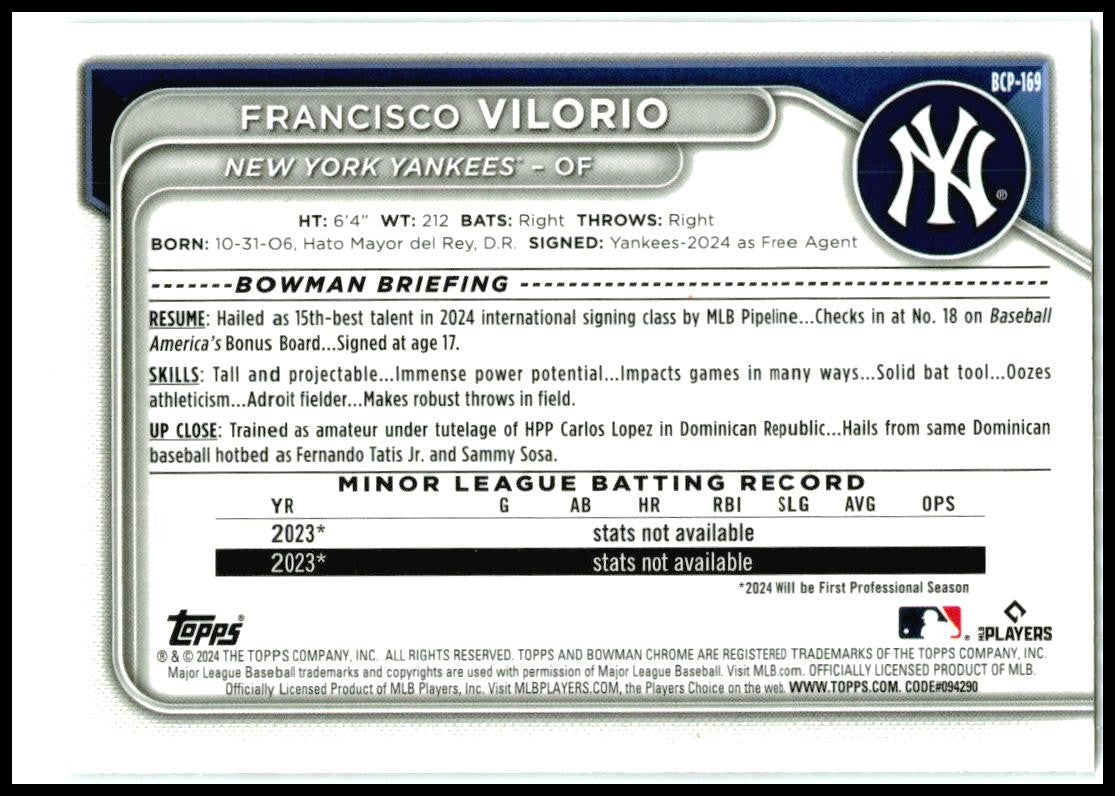 BCP-169
FRANCISCO VILORIO
NEW YORK YANKEES™ – OF
NY ®
HT: 6'4" WT: 212 BATS: Right THROWS: Right
BORN: 10-31-06, Hato Mayor del Rey, D.R. SIGNED: Yankees-2024 as Free Agent
BOWMAN BRIEFING
RESUME: Hailed as 15th-best talent in 2024 international signing class by MLB Pipeline...Checks in at No. 18 on Baseball
America's Bonus Board...Signed at age 17.
SKILLS: Tall and projectable...Immense power potential...Impacts games in many ways...Solid bat tool...Oozes
athleticism...Adroit fielder...Makes robust throws in field.
UP CLOSE: Trained as amateur under tutelage of HPP Carlos Lopez in Dominican Republic...Hails from same Dominican
baseball hotbed as Fernando Tatis Jr. and Sammy Sosa.
MINOR LEAGUE BATTING RECORD
YR G AB HR RBI SLG AVG OPS
2023* stats not available
2023* stats not available
*2024 Will be First Professional Season
Topps® ® MLB PLAYERS
® & © 2024 THE TOPPS COMPANY, INC. ALL RIGHTS RESERVED. TOPPS AND BOWMAN CHROME ARE REGISTERED TRADEMARKS OF THE TOPPS COMPANY, INC.
Major League Baseball trademarks and copyrights are used with permission of Major League Baseball. Visit MLB.com. OFFICIALLY LICENSED PRODUCT OF MLB.
Officially Licensed Product of MLB Players, Inc. Visit MLBPLAYERS.COM, the Players Choice on the web. WWW.TOPPS.COM. CODE#094290